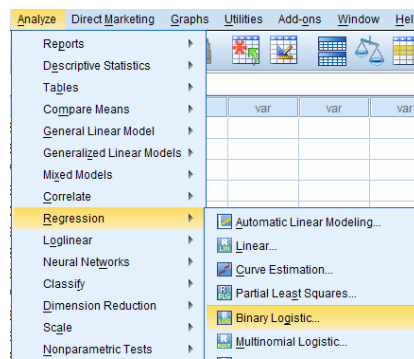 Analyze Direct Marketing Graphs Utilities Add-ons Window Hel
Reports
Descriptive Statistics
Tables
Compare Means
var var var
General Linear Model
Generalized Linear Models
Mixed Models
Correlate
Regression
Automatic Linear Modeling...
Loglinear
Linear...
Neural Networks
Curve Estimation...
Classify
Partial Least Squares...
Dimension Reduction
Binary Logistic...
Scale
Multinomial Logistic...
Nonparametric Tests